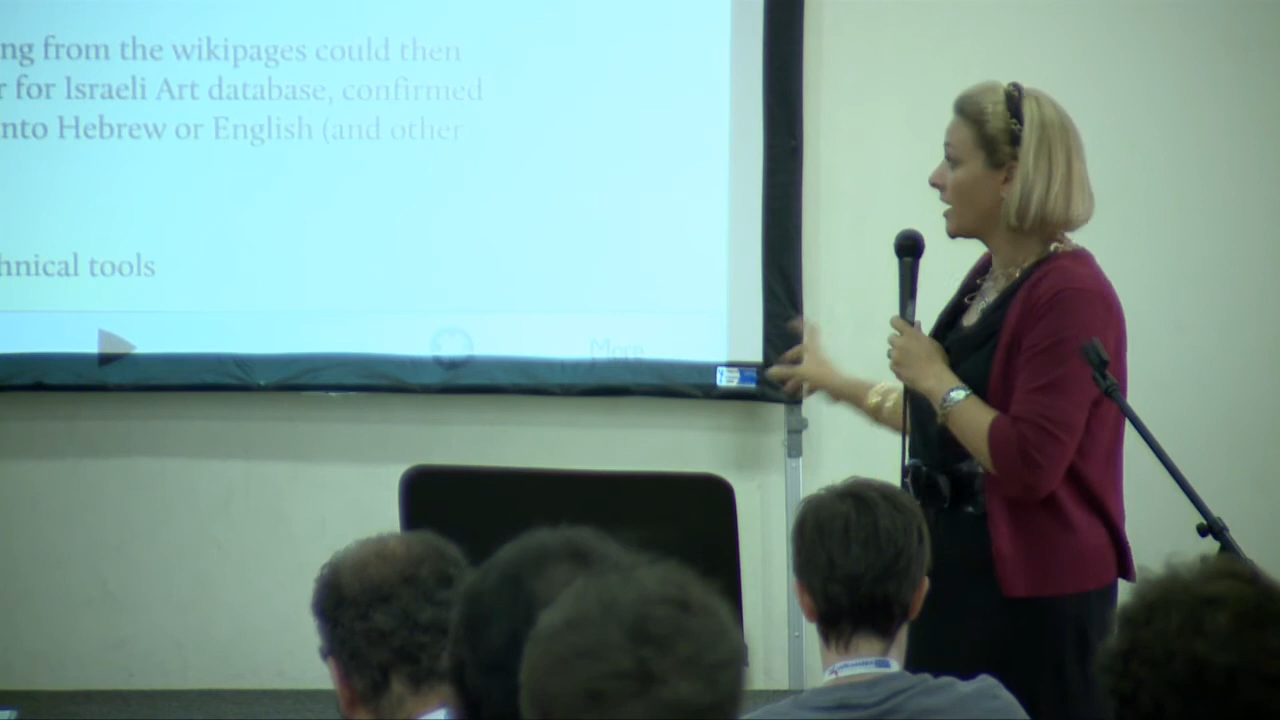 ng from the wikipages could then
r for Israeli Art database, confirmed
nto Hebrew or English (and other
hnical tools
More